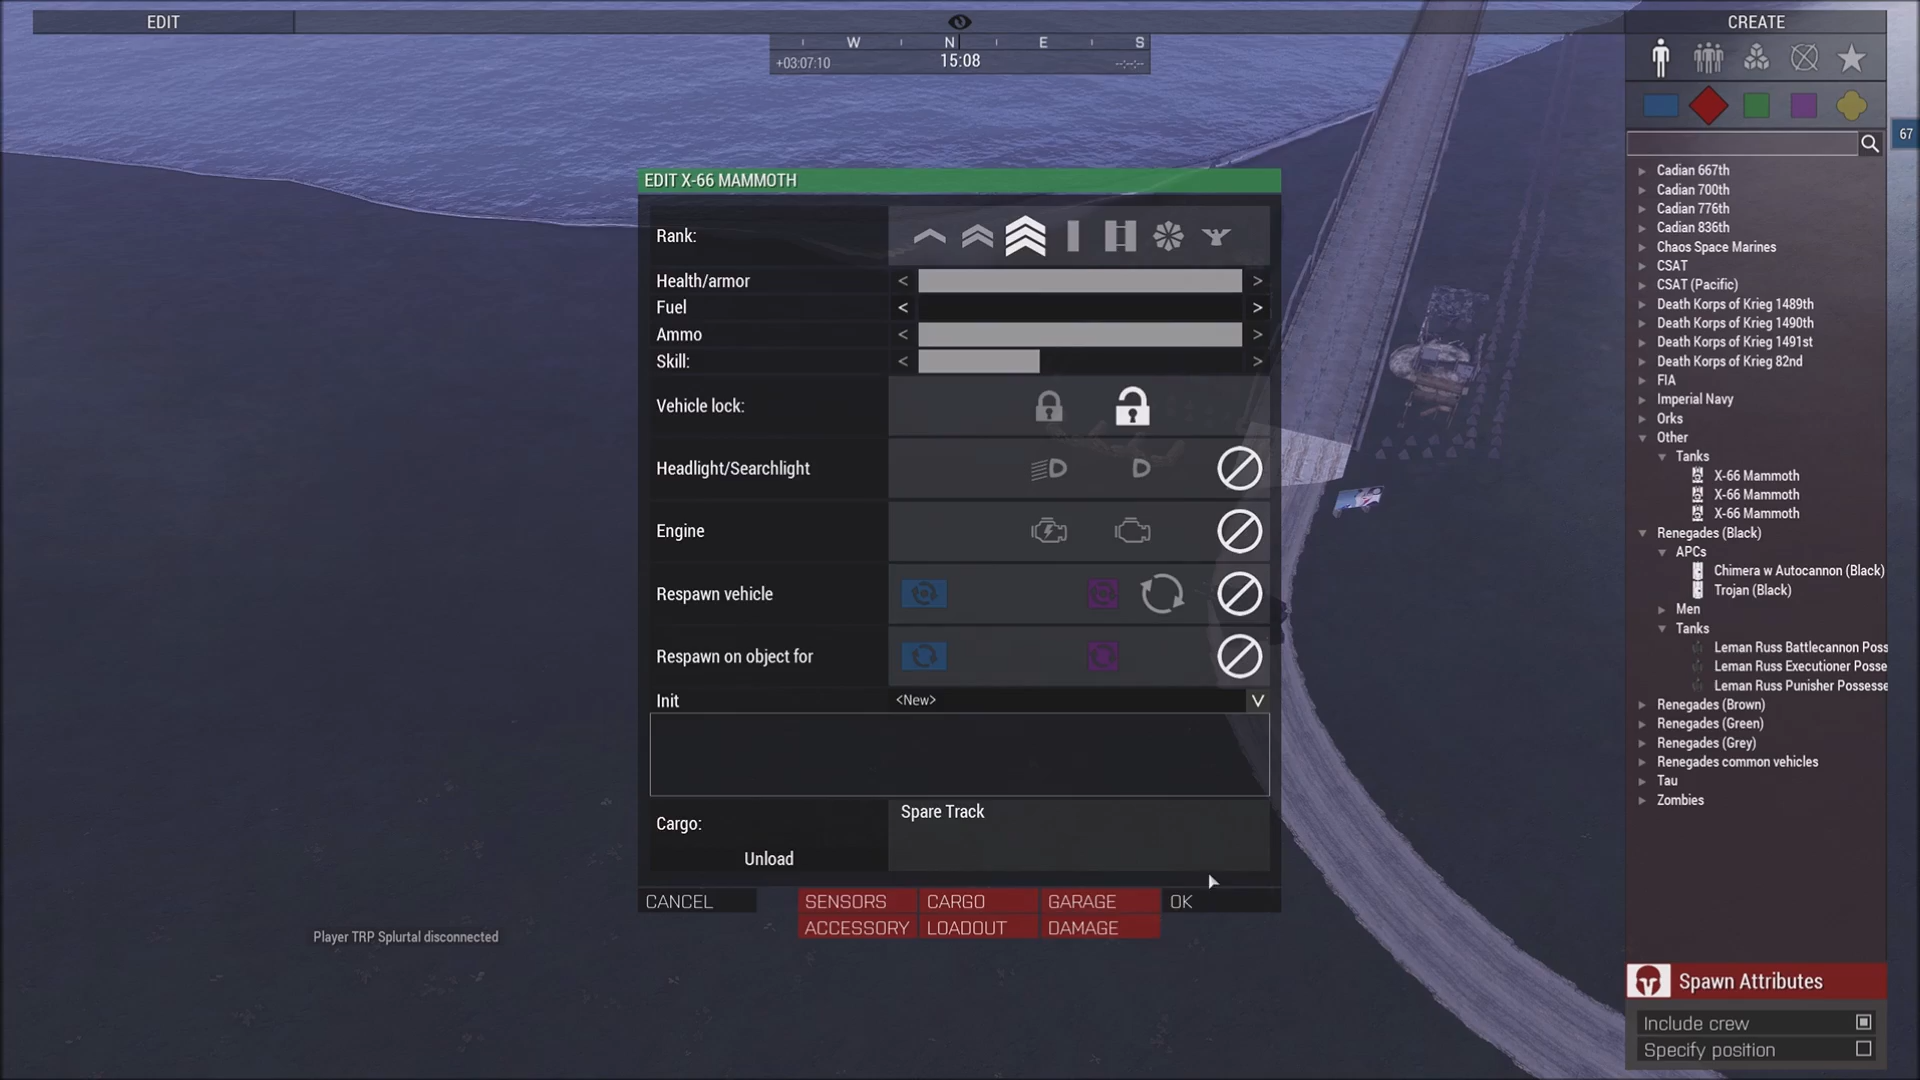 EDIT
CREATE
W N E S
+03:07:10 15:08 --:--:--
67
EDIT X-66 MAMMOTH
Rank:
Health/armor < >
Fuel < >
Ammo < >
Skill: < >
Vehicle lock:
Headlight/Searchlight
Engine
Respawn vehicle
Respawn on object for
Init <New> V
Cargo: Spare Track
Unload
CANCEL SENSORS CARGO GARAGE OK
ACCESSORY LOADOUT DAMAGE
Player TRP Splurtal disconnected
Cadian 667th
Cadian 700th
Cadian 776th
Cadian 836th
Chaos Space Marines
CSAT
CSAT (Pacific)
Death Korps of Krieg 1489th
Death Korps of Krieg 1490th
Death Korps of Krieg 1491st
Death Korps of Krieg 82nd
FIA
Imperial Navy
Orks
Other
Tanks
X-66 Mammoth
X-66 Mammoth
X-66 Mammoth
Renegades (Black)
APCs
Chimera w Autocannon (Black)
Trojan (Black)
Men
Tanks
Leman Russ Battlecannon Poss
Leman Russ Executioner Posse
Leman Russ Punisher Possesse
Renegades (Brown)
Renegades (Green)
Renegades (Grey)
Renegades common vehicles
Tau
Zombies
Spawn Attributes
Include crew
Specify position